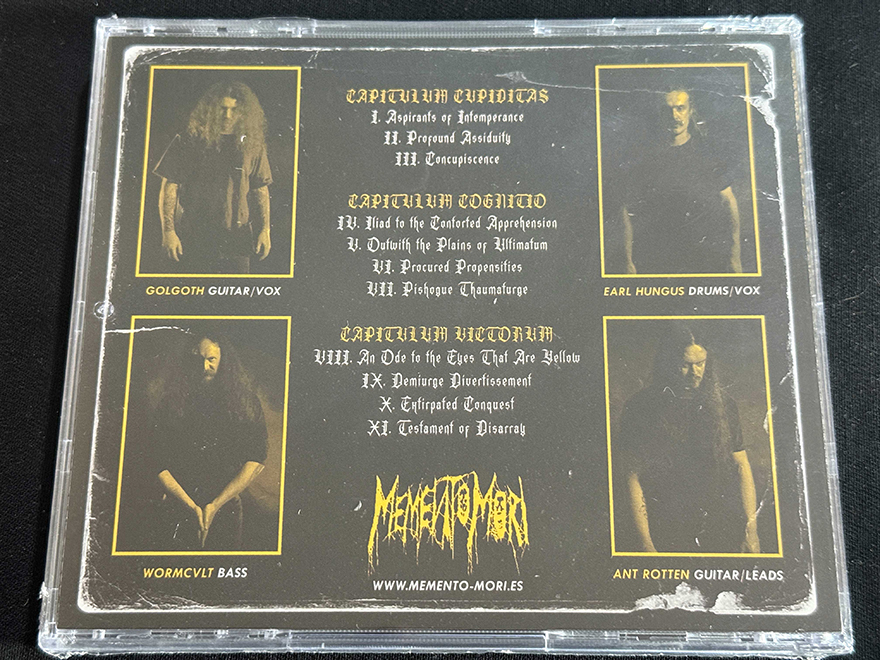 CAPITULUM CUPIDITAS
I. Aspirants of Intemperance
II. Profound Assiduity
III. Concupiscence
CAPITULUM COGNITIO
IV. Iliad to the Contorted Apprehension
V. Outwith the Plains of Ultimatum
VI. Procured Propensities
VII. Pishogue Thaumaturge
GOLGOTH GUITAR/VOX
EARL HUNGUS DRUMS/VOX
CAPITULUM VICTORUM
VIII. An Ode to the Eyes That Are Yellow
IX. Demiurge Divertissement
X. Extirpated Conquest
XI. Testament of Disarray
MEMENTO MORI
WORMCVLT BASS
WWW.MEMENTO-MORI.ES
ANT ROTTEN GUITAR/LEADS